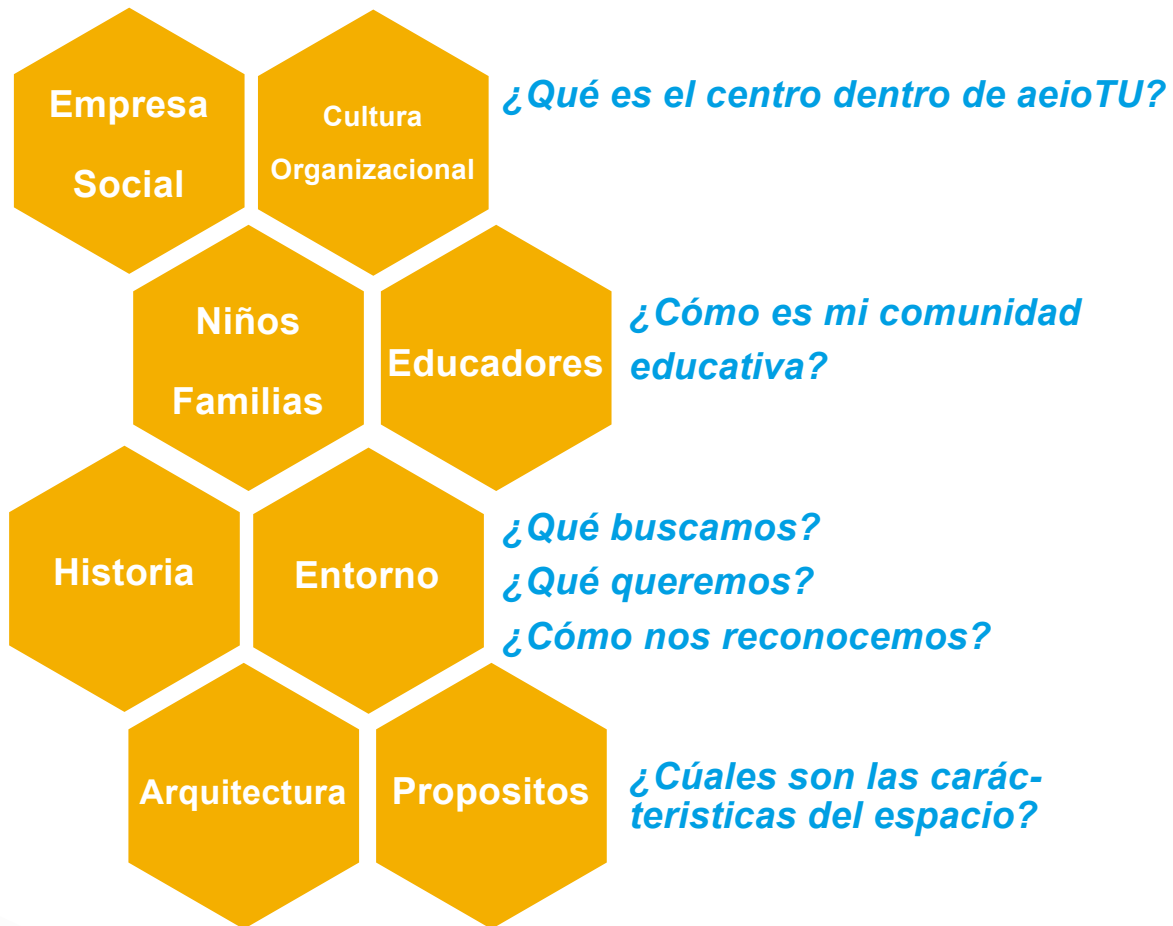 Empresa
Social
Cultura
Organizacional
¿Qué es el centro dentro de aeioTU?
Niños
Familias
Educadores
¿Cómo es mi comunidad
educativa?
Historia
Entorno
¿Qué buscamos?
¿Qué queremos?
¿Cómo nos reconocemos?
Arquitectura
Propositos
¿Cúales son las carác-
teristicas del espacio?